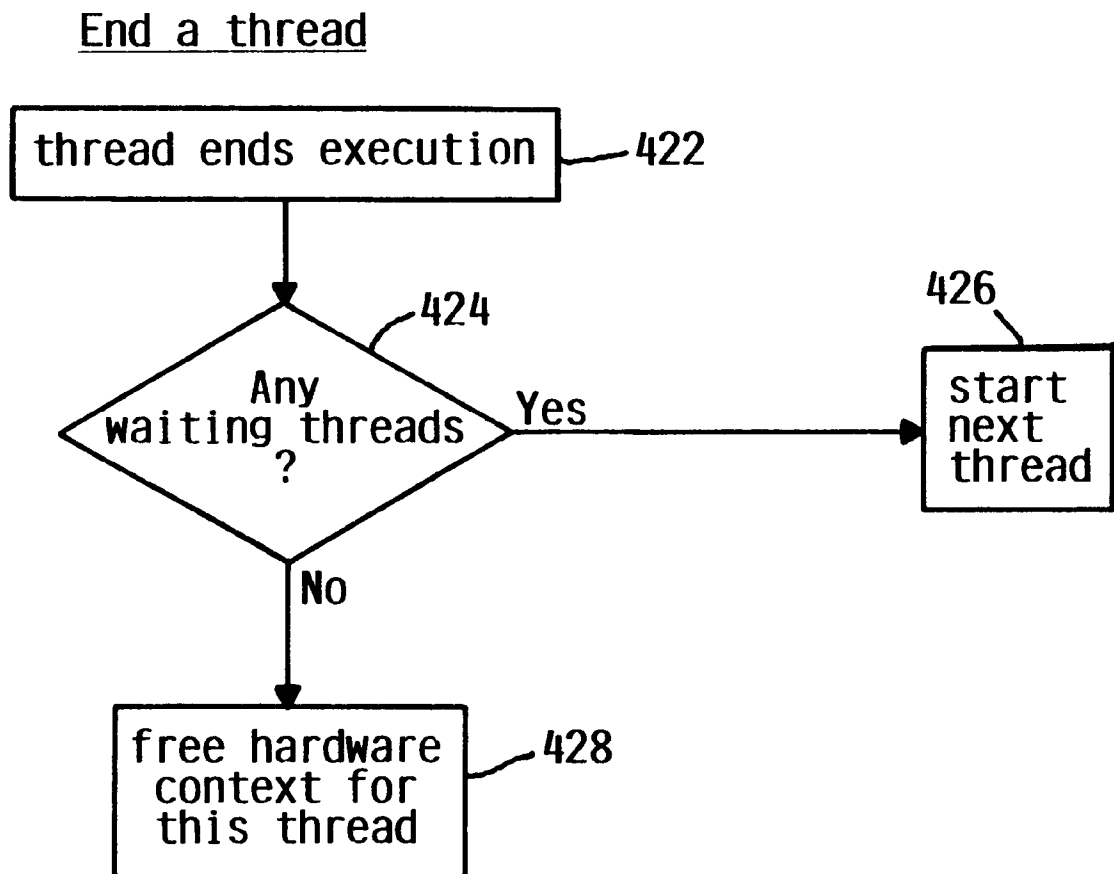 End a thread
thread ends execution
422
424
Any
waiting threads
?
Yes
426
start
next
thread
No
free hardware
context for
this thread
428